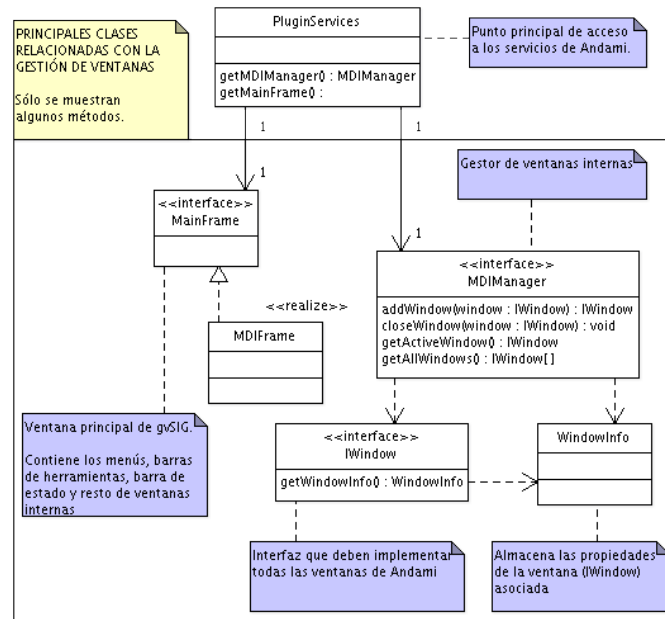 PRINCIPALES CLASES
RELACIONADAS CON LA
GESTIÓN DE VENTANAS
Sólo se muestran
algunos métodos.
PluginServices
getMDIManager() : MDIManager
getMainFrame() :
Punto principal de acceso
a los servicios de Andami.
1
1
1
1
<<interface>>
MainFrame
<<realize>>
MDIFrame
Gestor de ventanas internas
<<interface>>
MDIManager
addWindow(window : IWindow) : IWindow
closeWindow(window : IWindow) : void
getActiveWindow() : IWindow
getAllWindows() : IWindow[]
Ventana principal de gvSIG.
Contiene los menús, barras
de herramientas, barra de
estado y resto de ventanas
internas
<<interface>>
IWindow
getWindowInfo() : WindowInfo
WindowInfo
Interfaz que deben implementar
todas las ventanas de Andami
Almacena las propiedades
de la ventana (IWindow)
asociada